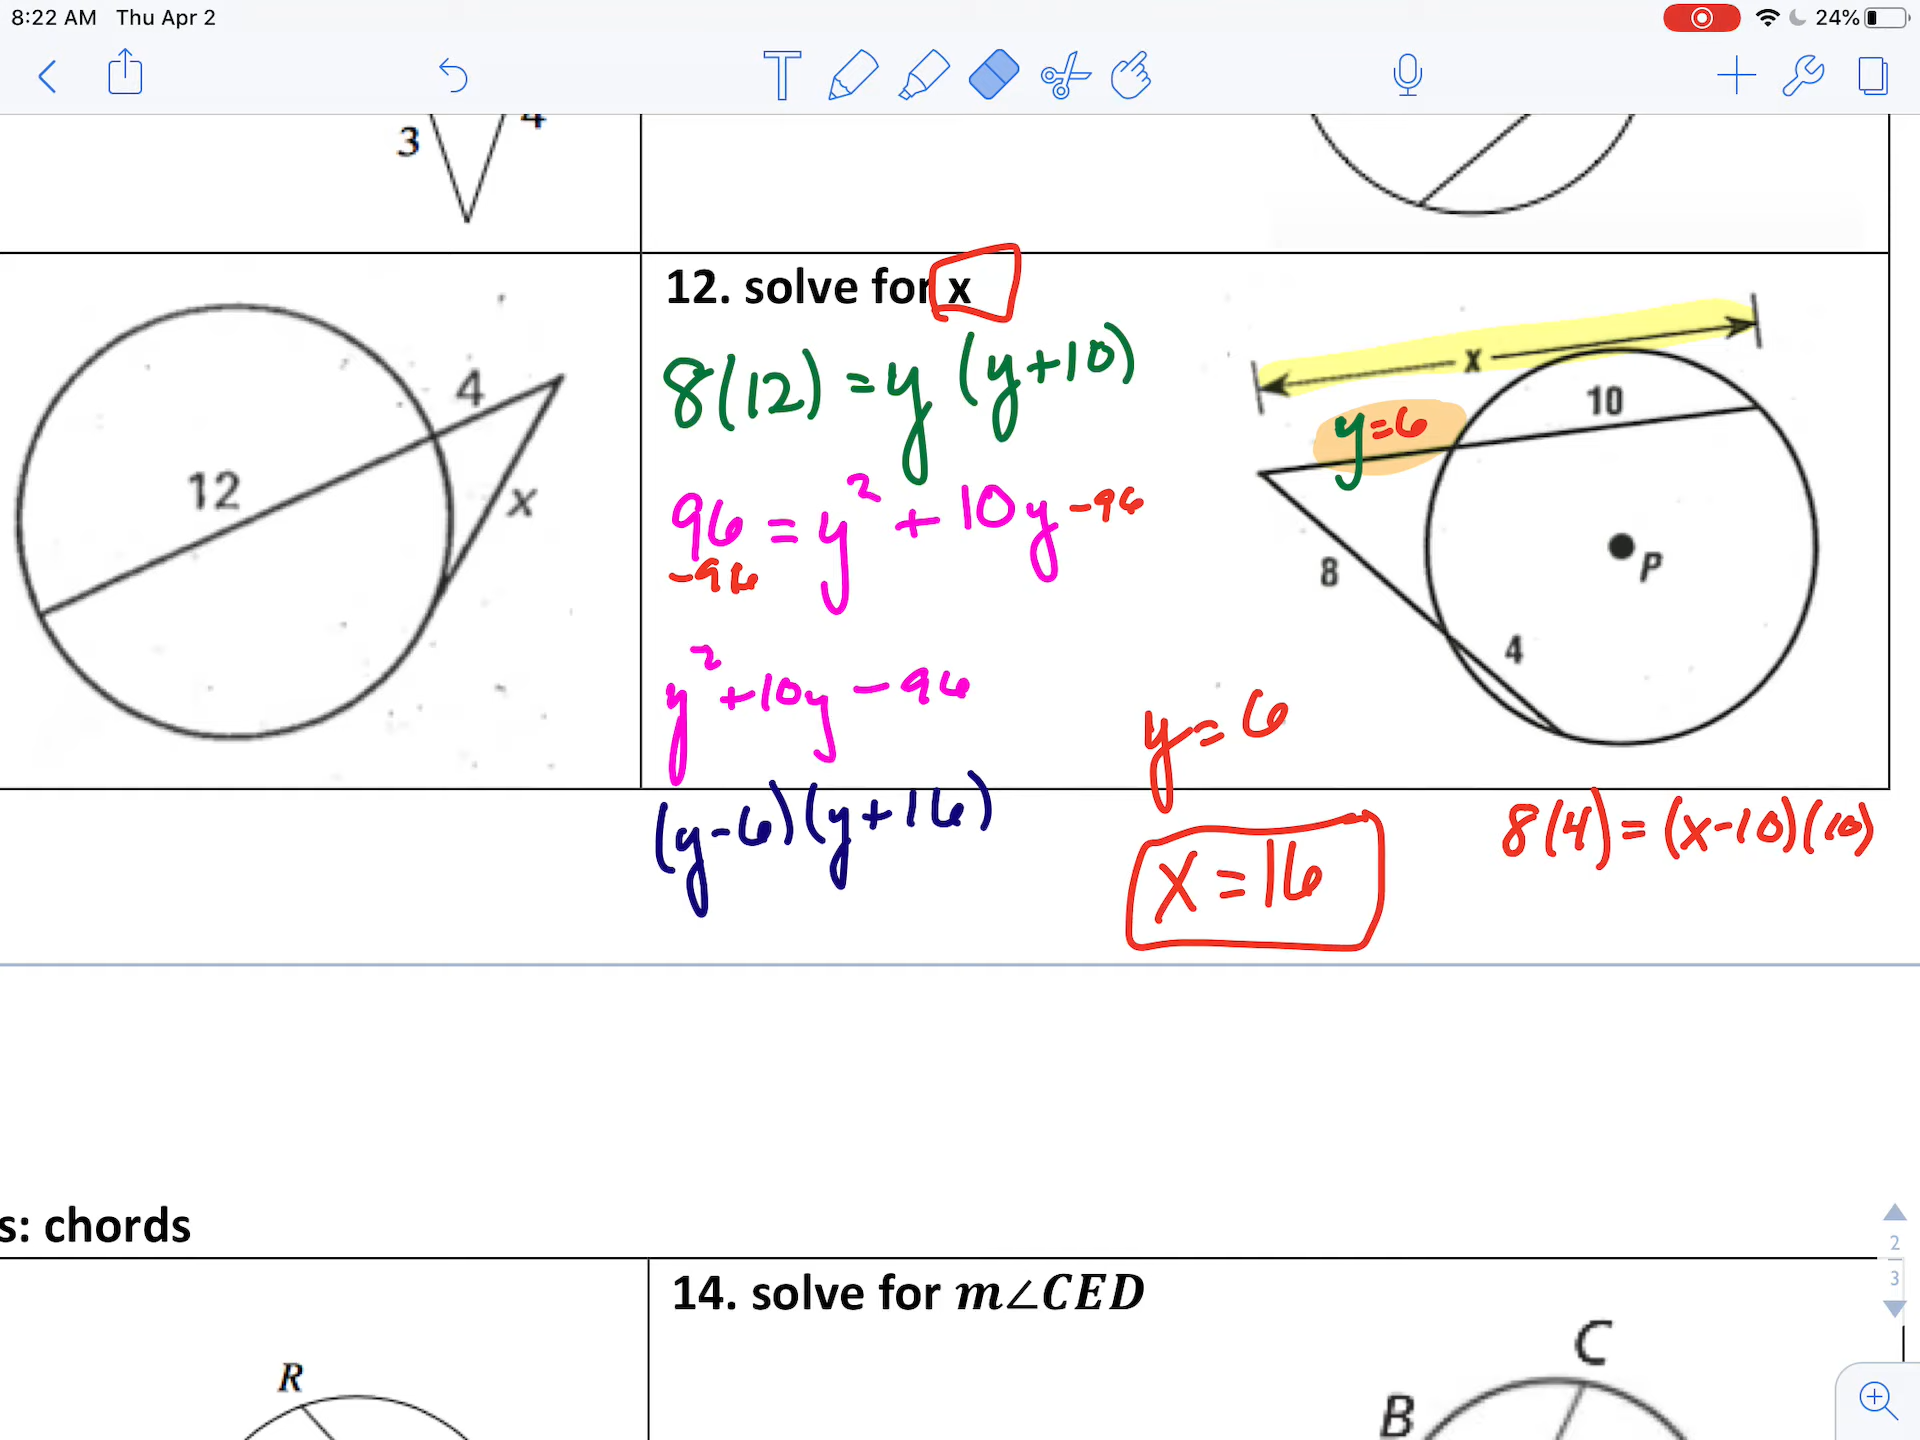 8:22 AM Thu Apr 2
24%
3
4
12. solve for x
8(12) = y(y+10)
x
10
y=6
4
12
x
96 = y² + 10y -96
-96
8
P
4
y² + 10y - 96
y = 6
(y-6)(y+16)
8(4) = (x-10)(10)
x = 16
s: chords
2
3
14. solve for m∠CED
C
R
B